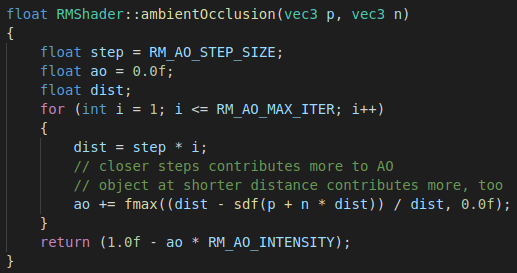 float RMShader::ambientOcclusion(vec3 p, vec3 n)
{
    float step = RM_AO_STEP_SIZE;
    float ao = 0.0f;
    float dist;
    for (int i = 1; i <= RM_AO_MAX_ITER; i++)
    {
        dist = step * i;
        // closer steps contributes more to AO
        // object at shorter distance contributes more, too
        ao += fmax((dist - sdf(p + n * dist)) / dist, 0.0f);
    }
    return (1.0f - ao * RM_AO_INTENSITY);
}